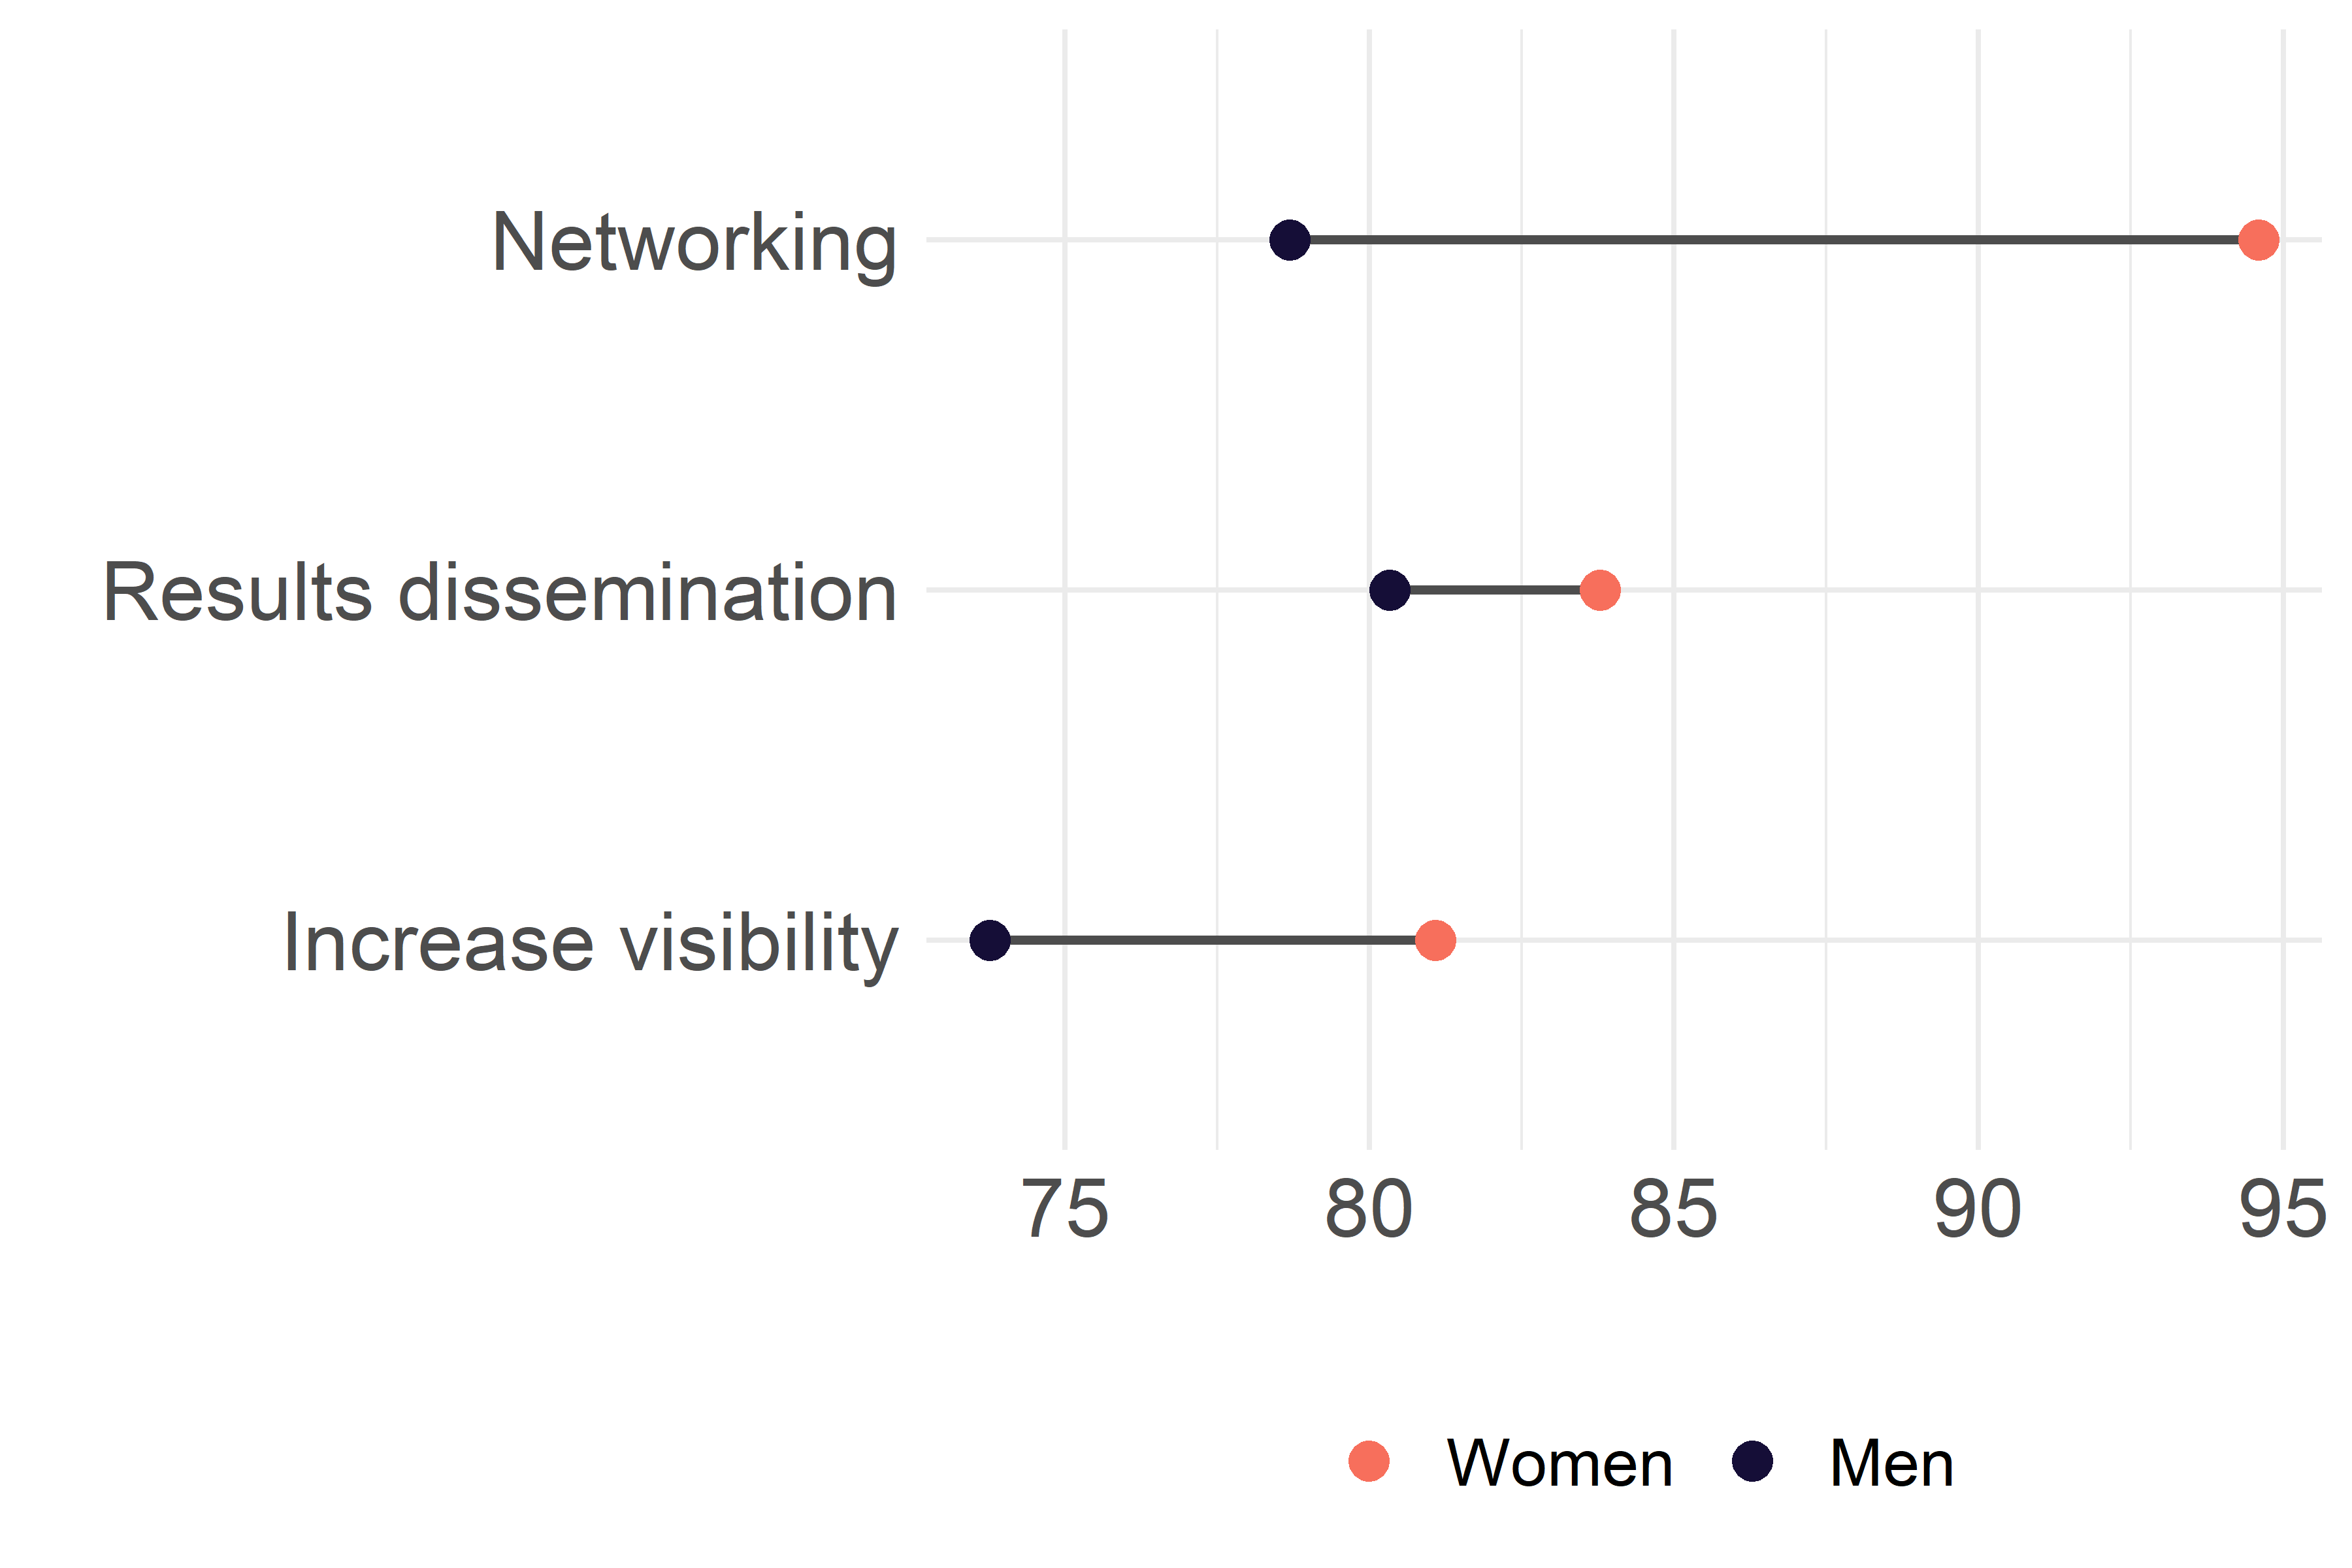 Networking
Results dissemination
Increase visibility
75 80 85 90 95
Women Men